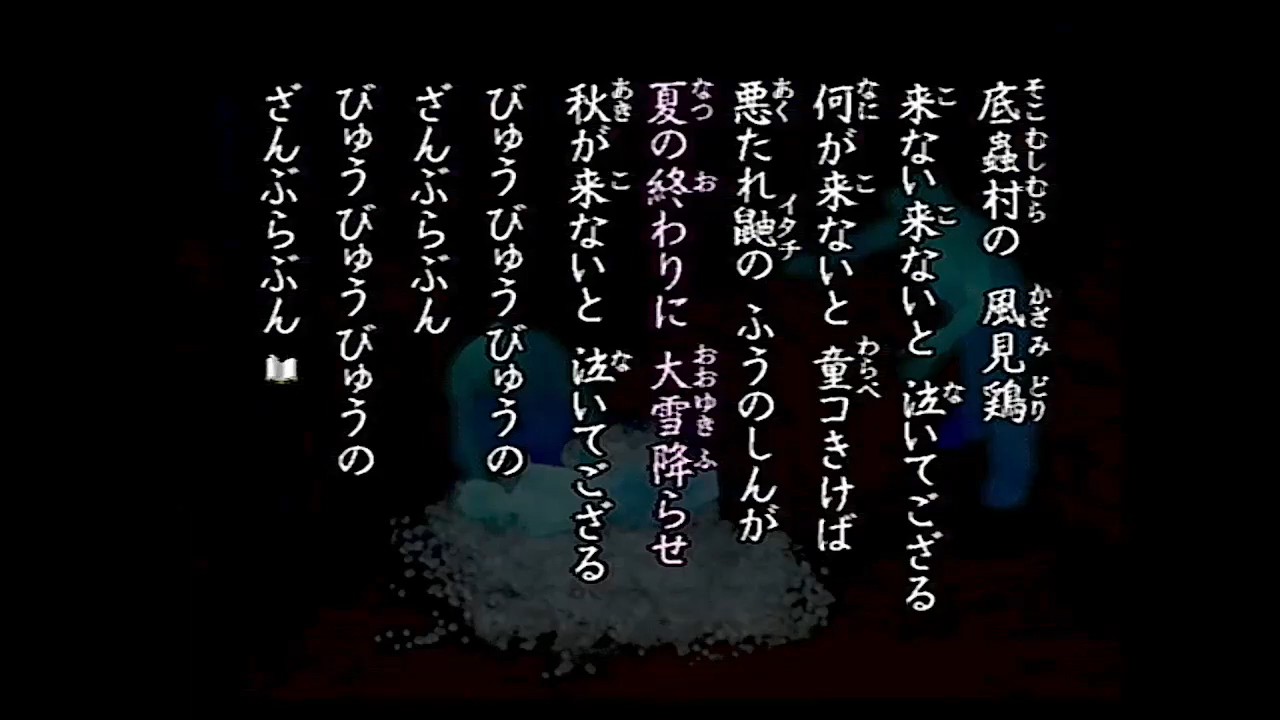 底蟲村の 風見鶏
来ない来ないと 泣いてござる
何が来ないと 童コきけば
悪たれ鼬の ふうのしんが
夏の終わりに 大雪降らせ
秋が来ないと 泣いてござる
びゅうびゅうびゅうの
ざんぶらぶん
びゅうびゅうびゅうの
ざんぶらぶん